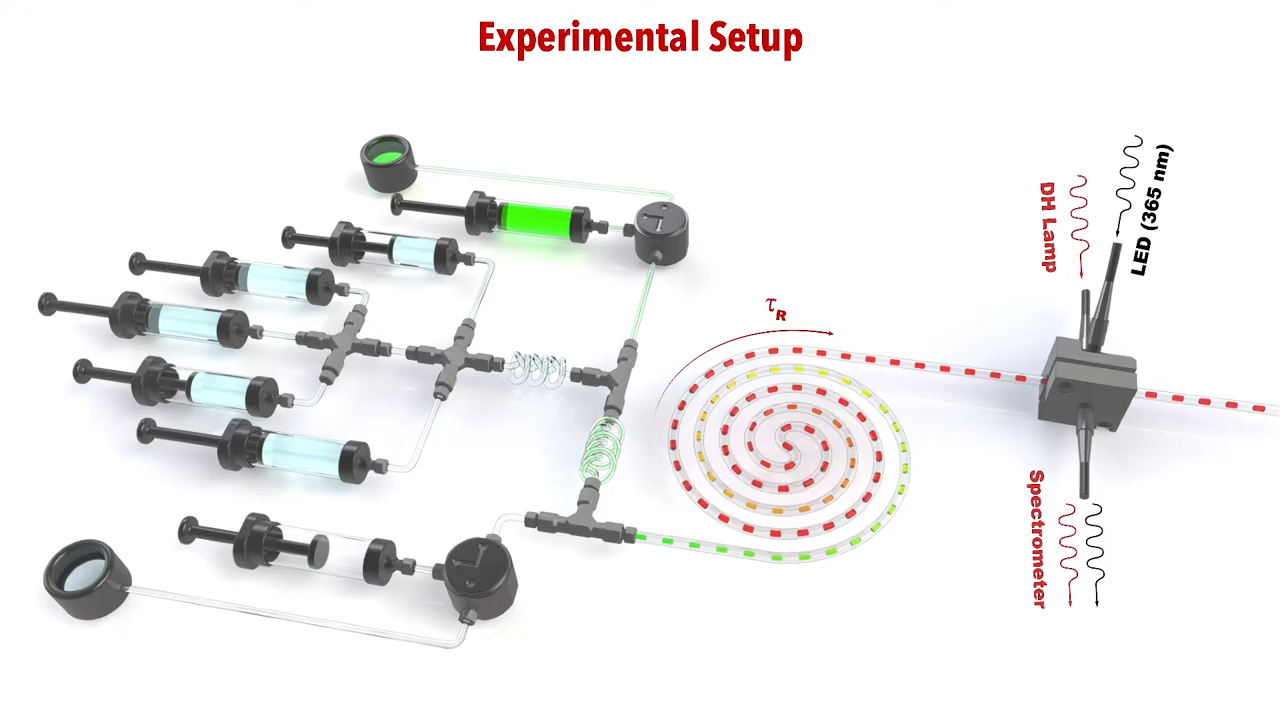 Experimental Setup
DH Lamp
LED (365 nm)
τR
Spectrometer